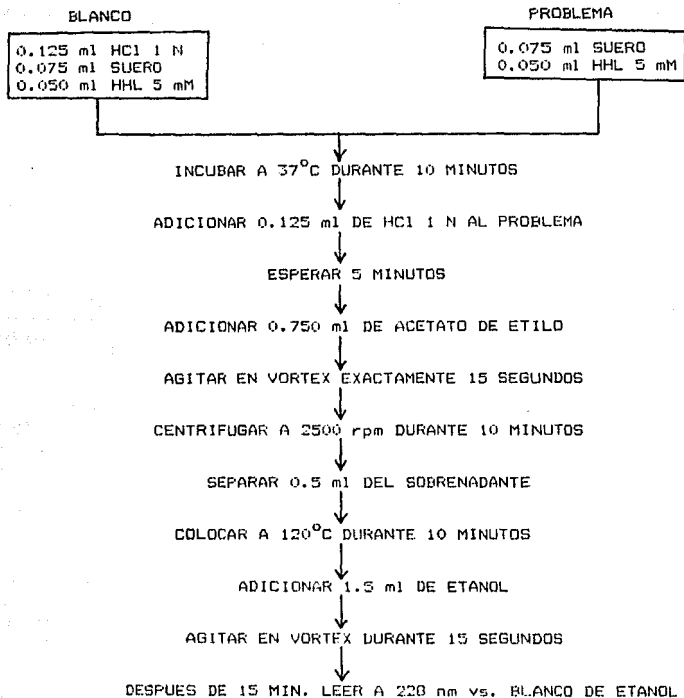 BLANCO
0.125 ml HCl 1 N
0.075 ml SUERO
0.050 ml HHL 5 mM
PROBLEMA
0.075 ml SUERO
0.050 ml HHL 5 mM
INCUBAR A 37°C DURANTE 10 MINUTOS
ADICIONAR 0.125 ml DE HCl 1 N AL PROBLEMA
ESPERAR 5 MINUTOS
ADICIONAR 0.750 ml DE ACETATO DE ETILO
AGITAR EN VORTEX EXACTAMENTE 15 SEGUNDOS
CENTRIFUGAR A 2500 rpm DURANTE 10 MINUTOS
SEPARAR 0.5 ml DEL SOBRENADANTE
COLOCAR A 120°C DURANTE 10 MINUTOS
ADICIONAR 1.5 ml DE ETANOL
AGITAR EN VORTEX DURANTE 15 SEGUNDOS
DESPUES DE 15 MIN. LEER A 228 nm vs. BLANCO DE ETANOL